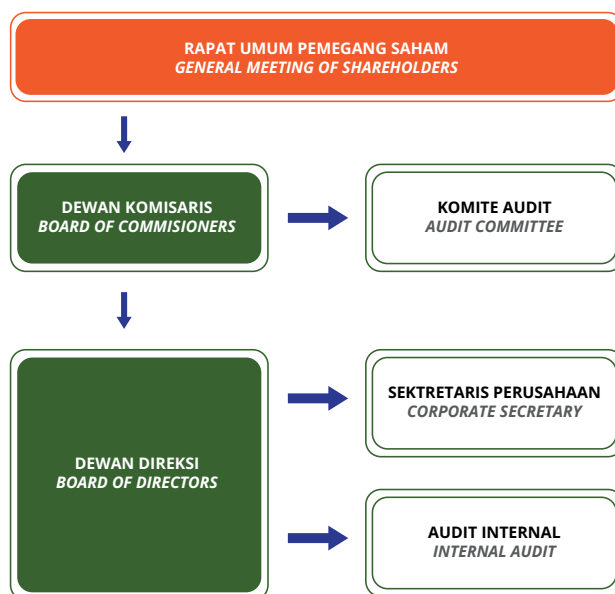 RAPAT UMUM PEMEGANG SAHAM
GENERAL MEETING OF SHAREHOLDERS
DEWAN KOMISARIS
BOARD OF COMMISIONERS
KOMITE AUDIT
AUDIT COMMITTEE
SEKTRETARIS PERUSAHAAN
CORPORATE SECRETARY
DEWAN DIREKSI
BOARD OF DIRECTORS
AUDIT INTERNAL
INTERNAL AUDIT